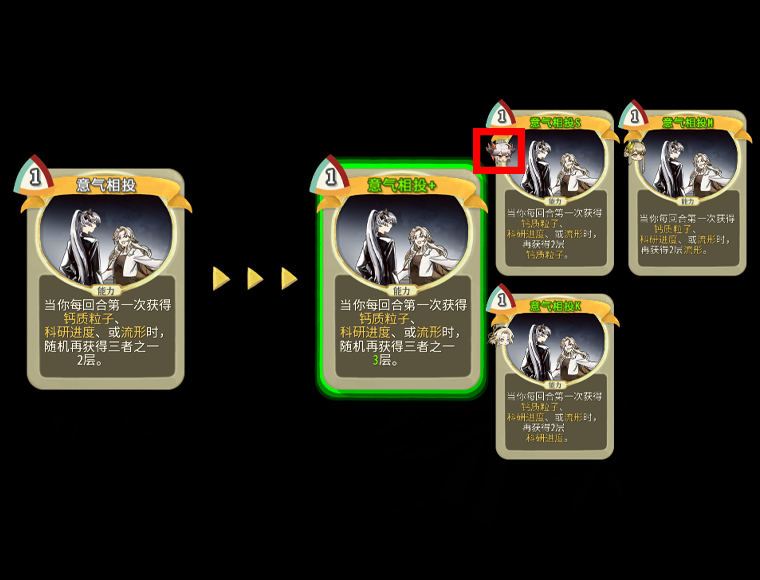 1
意气相投
能力
当你每回合第一次获得
钙质粒子、
科研进度、或流形时，
随机再获得三者之一
2层。
1
意气相投+
能力
当你每回合第一次获得
钙质粒子、
科研进度、或流形时，
随机再获得三者之一
3层。
1
意气相投S
能力
当你每回合第一次获得
钙质粒子、
科研进度、或流形时，
再获得2层
钙质粒子。
1
意气相投M
能力
当你每回合第一次获得
钙质粒子、
科研进度、或流形时，
再获得2层流形。
1
意气相投K
能力
当你每回合第一次获得
钙质粒子、
科研进度、或流形时，
再获得2层
科研进度。